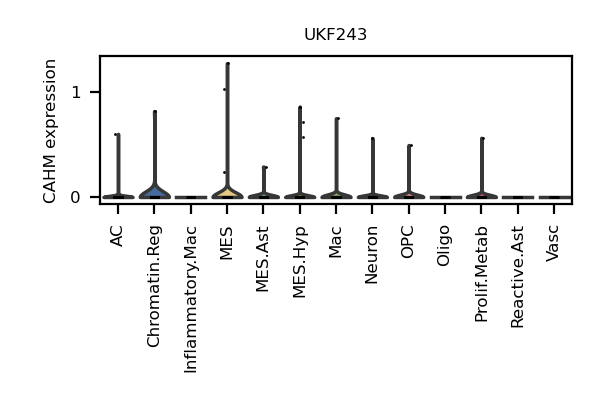 UKF243
CAHM expression
1
0
AC
Chromatin.Reg
Inflammatory.Mac
MES
MES.Ast
MES.Hyp
Mac
Neuron
OPC
Oligo
Prolif.Metab
Reactive.Ast
Vasc